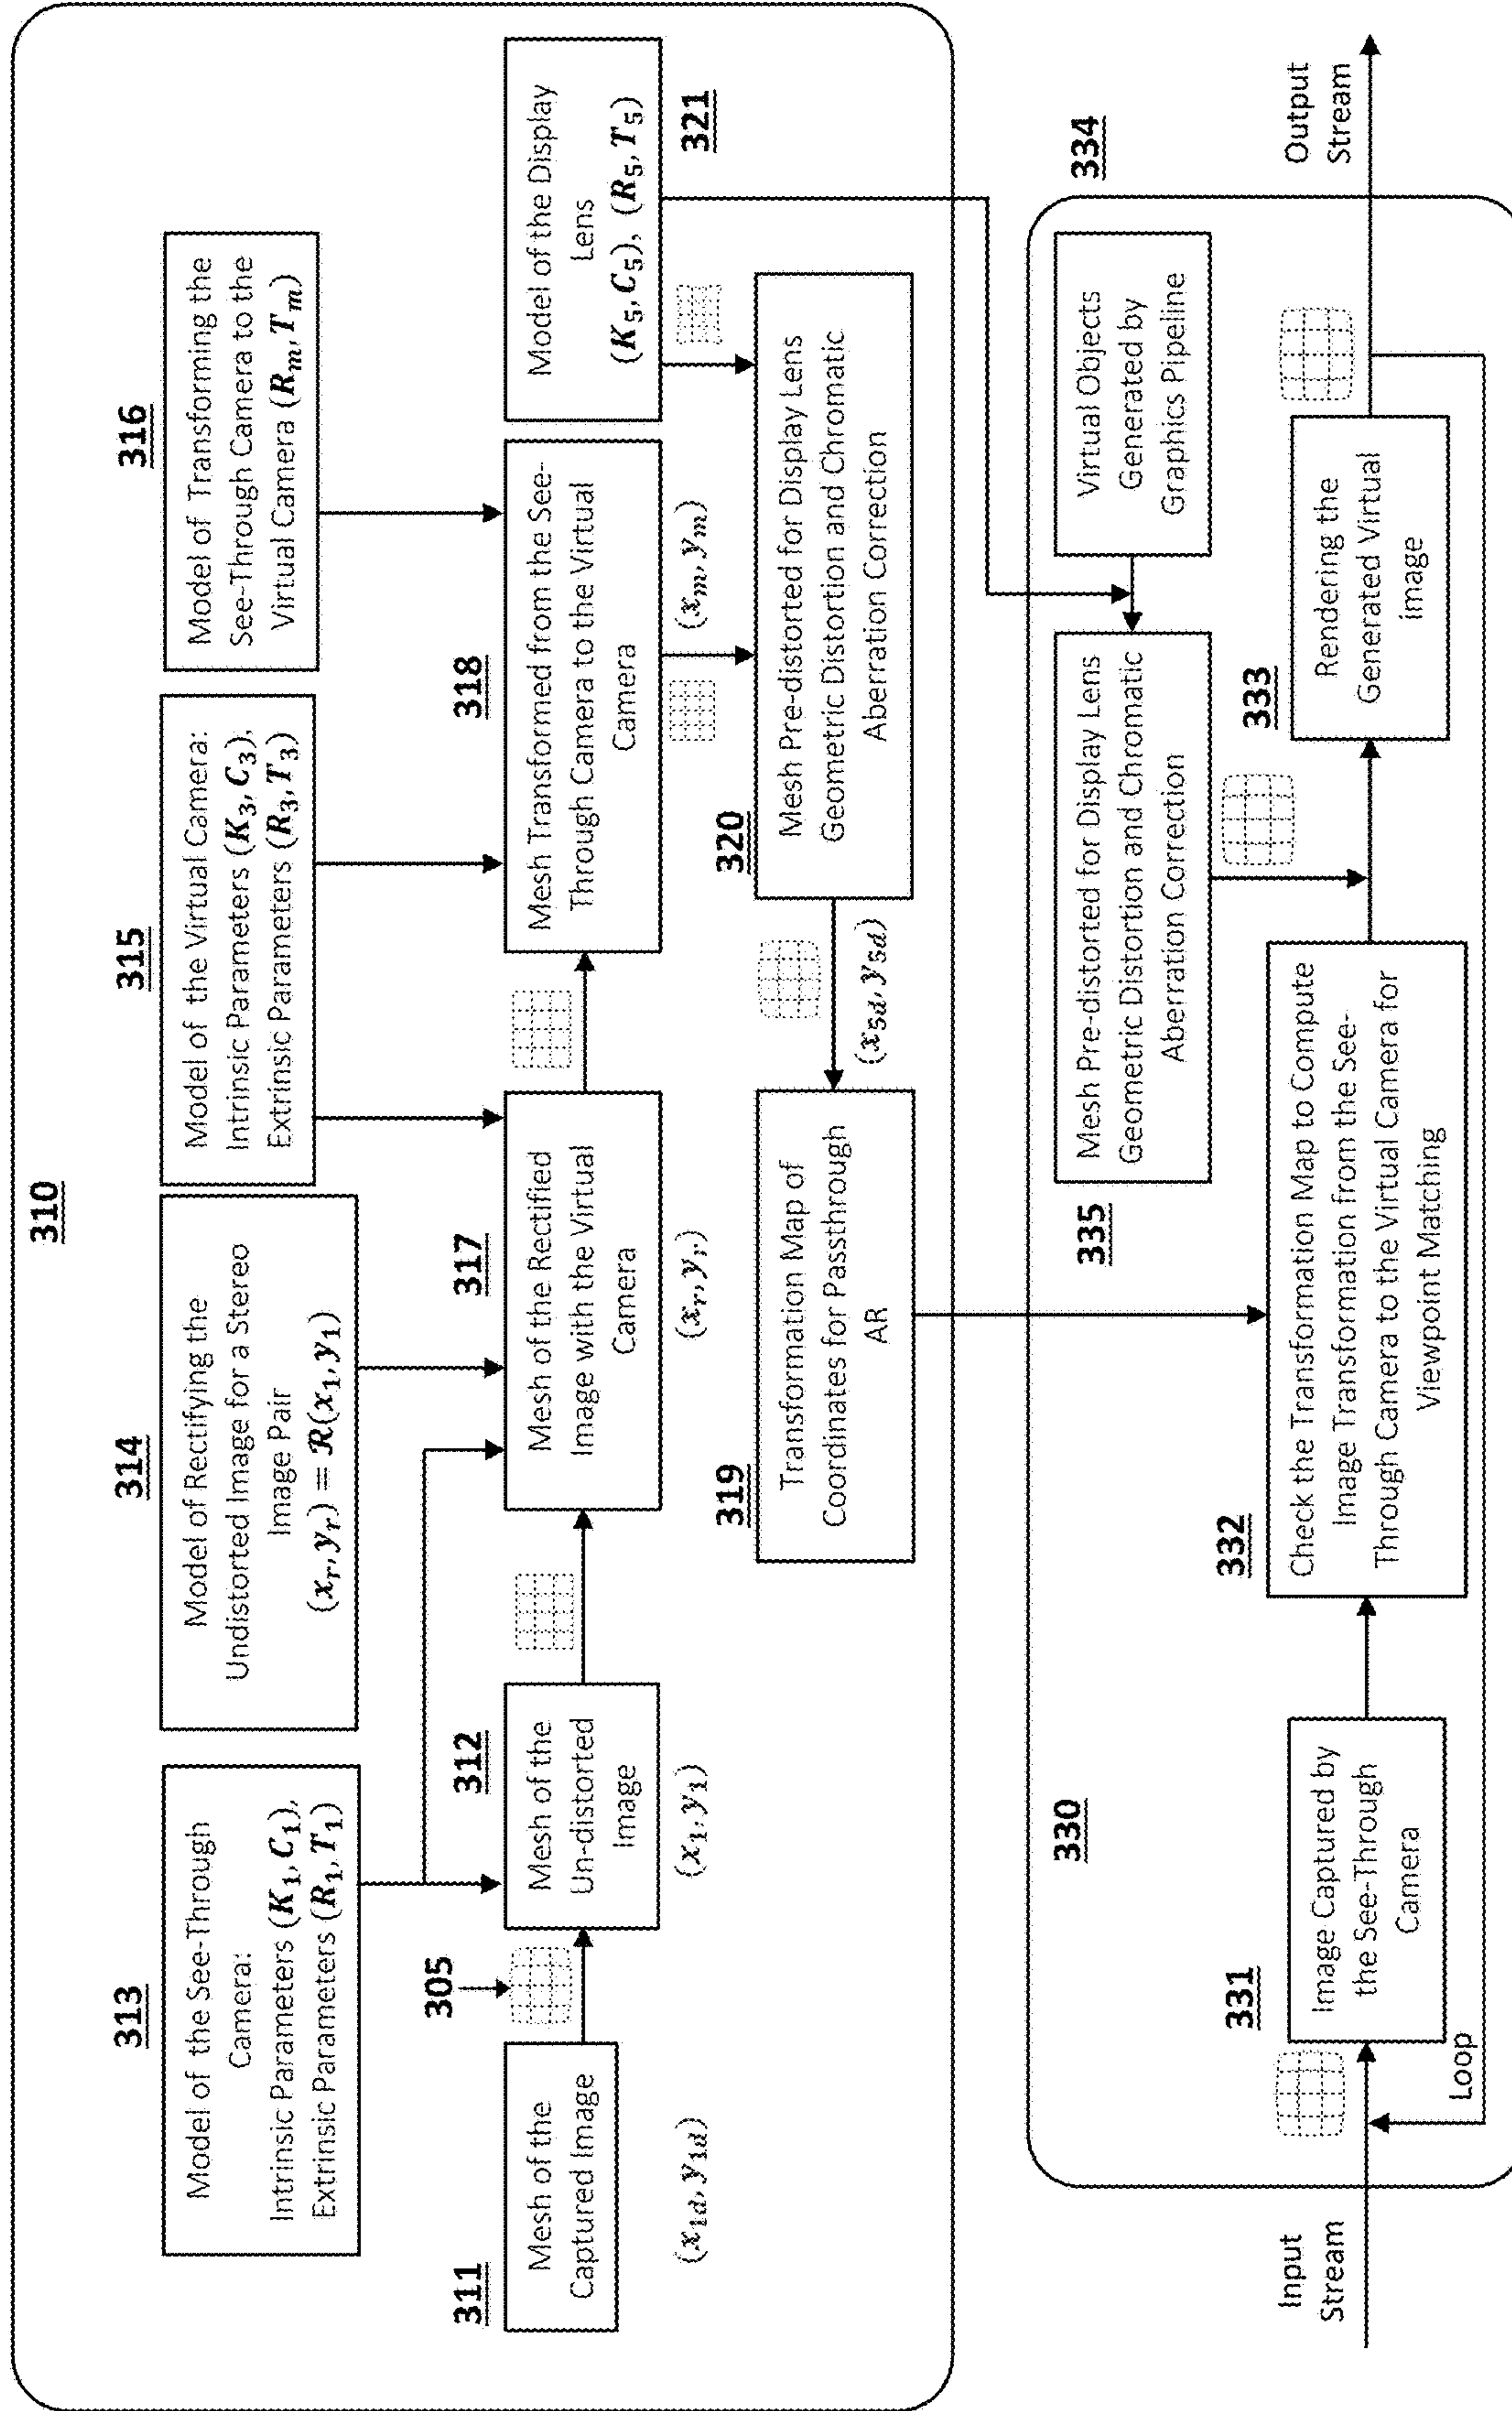 310
313
Model of the See-Through
Camera:
Intrinsic Parameters (K₁, C₁),
Extrinsic Parameters (R₁, T₁)
314
Model of Rectifying the
Undistorted Image for a Stereo
Image Pair
(xᵣ, yᵣ) = ℛ(x₁, y₁)
315
Model of the Virtual Camera:
Intrinsic Parameters (K₃, C₃),
Extrinsic Parameters (R₃, T₃)
316
Model of Transforming the
See-Through Camera to the
Virtual Camera (Rₘ, Tₘ)
311
Mesh of the
Captured Image
(x_{1d}, y_{1d})
305
312
Mesh of the
Un-distorted
Image
(x₁, y₁)
317
Mesh of the Rectified
Image with the Virtual
Camera
(xᵣ, yᵣ)
318
Mesh Transformed from the See-
Through Camera to the Virtual
Camera
(xₘ, yₘ)
Model of the Display
Lens
(K₅, C₅), (R₅, T₅)
321
319
Transformation Map of
Coordinates for Passthrough
AR
(x_{5d}, y_{5d})
320
Mesh Pre-distorted for Display Lens
Geometric Distortion and Chromatic
Aberration Correction
330
335
Mesh Pre-distorted for Display Lens
Geometric Distortion and Chromatic
Aberration Correction
334
Virtual Objects
Generated by
Graphics Pipeline
Input
Stream
331
Image Captured by
the See-Through
Camera
332
Check the Transformation Map to Compute
Image Transformation from the See-
Through Camera to the Virtual Camera for
Viewpoint Matching
333
Rendering the
Generated Virtual
Image
Output
Stream
Loop